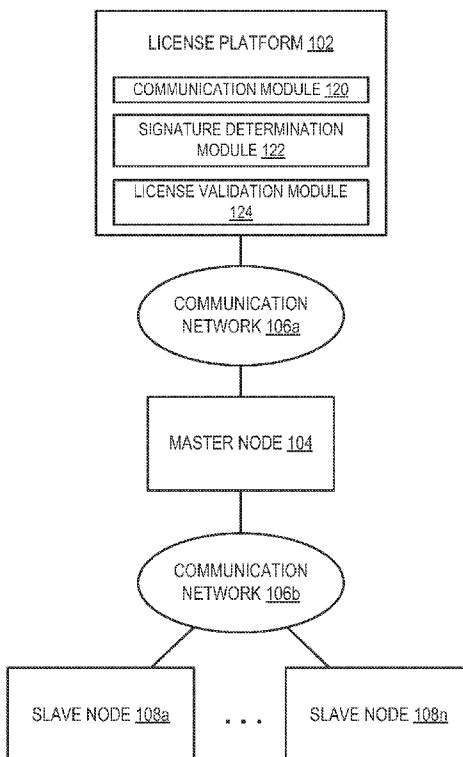 LICENSE PLATFORM 102
COMMUNICATION MODULE 120
SIGNATURE DETERMINATION
MODULE 122
LICENSE VALIDATION MODULE
124
COMMUNICATION
NETWORK 106a
MASTER NODE 104
COMMUNICATION
NETWORK 106b
SLAVE NODE 108a
. . .
SLAVE NODE 108n